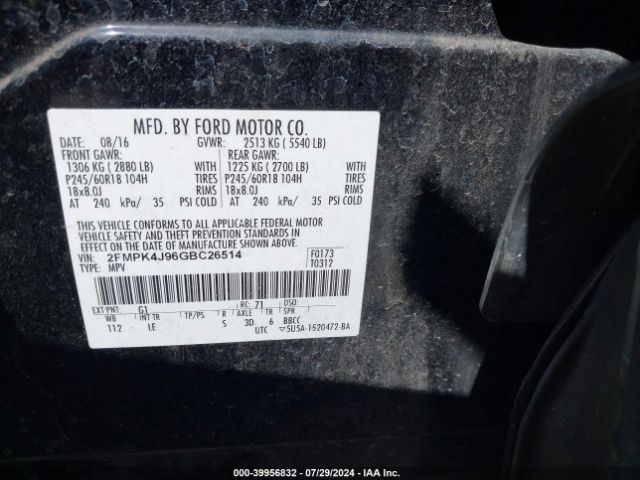 MFD. BY FORD MOTOR CO.
DATE: 08/16 GVWR: 2513 KG ( 5540 LB)
FRONT GAWR: REAR GAWR:
1306 KG ( 2880 LB) WITH 1225 KG ( 2700 LB) WITH
P245/60R18 104H TIRES P245/60R18 104H TIRES
18x8.0J RIMS 18x8.0J RIMS
AT 240 kPa/ 35 PSI COLD AT 240 kPa/ 35 PSI COLD
THIS VEHICLE CONFORMS TO ALL APPLICABLE FEDERAL MOTOR
VEHICLE SAFETY AND THEFT PREVENTION STANDARDS IN
EFFECT ON THE DATE OF MANUFACTURE SHOWN ABOVE.
VIN: 2FMPK4J96GBC26514 F0173
TYPE: MPV T0312
EXT PNT: G1 RC: 71 DSO:
WB INT TR TP/PS R AXLE TR SPR
112 LE S 3D 6 BBCC
UTC ▽5U5A-1520472-BA
000-39956832 / 07/29/2024 / IAA Inc.